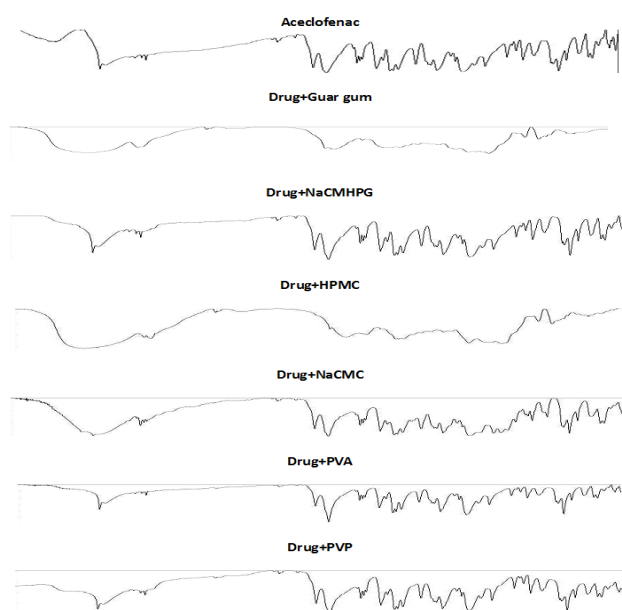 Aceclofenac
Drug+Guar gum
Drug+NaCMHPG
Drug+HPMC
Drug+NaCMC
Drug+PVA
Drug+PVP